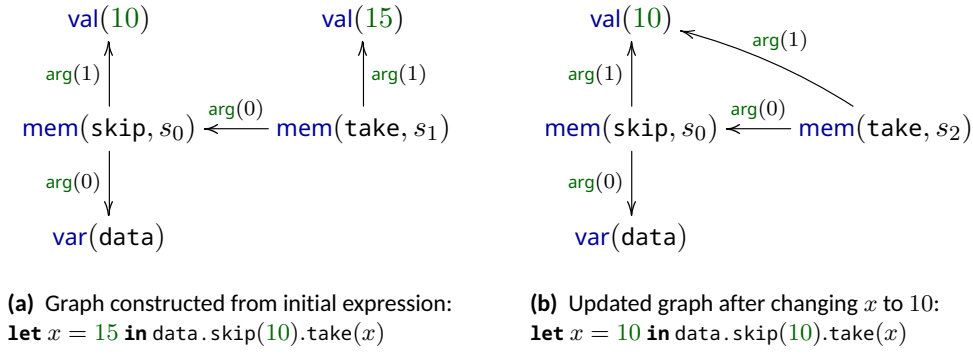 val(10) val(15) val(10)
arg(1)
arg(1) arg(1) arg(1)
arg(0) arg(0)
mem(skip, s₀) mem(take, s₁) mem(skip, s₀) mem(take, s₂)
arg(0) arg(0)
var(data) var(data)
(a) Graph constructed from initial expression:
let x = 15 in data.skip(10).take(x)
(b) Updated graph after changing x to 10:
let x = 10 in data.skip(10).take(x)